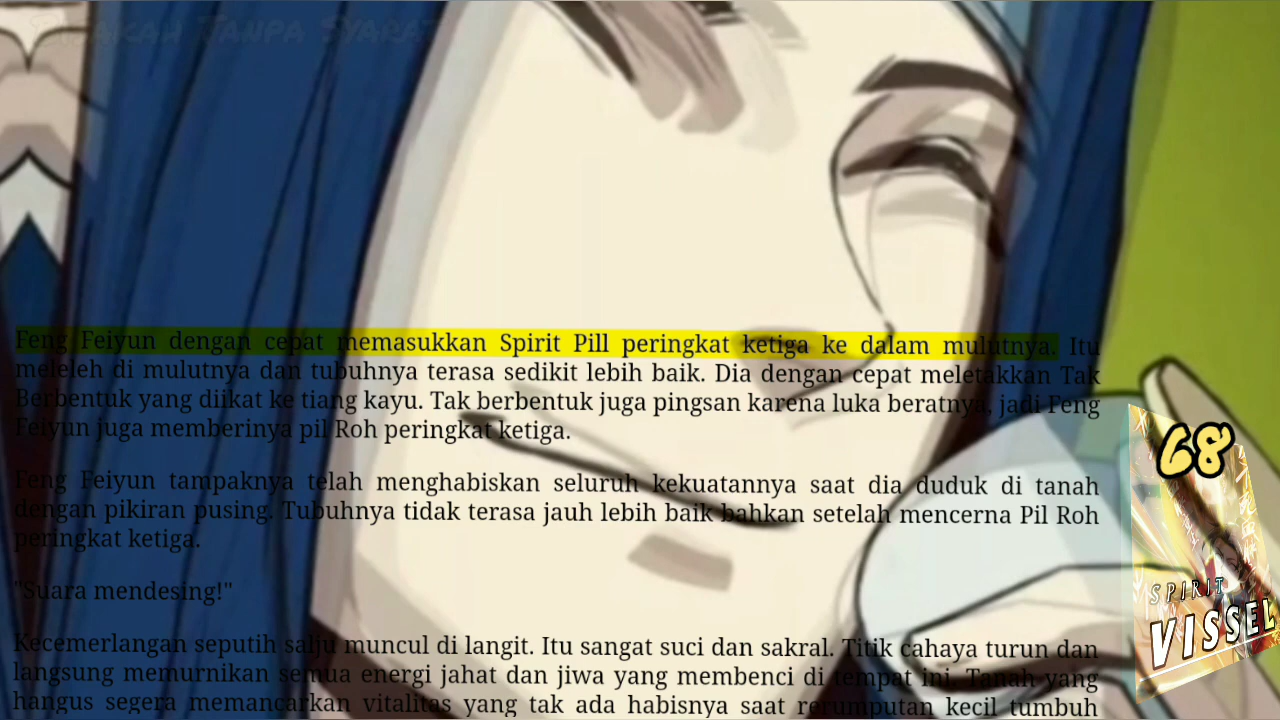 Feng Feiyun dengan cepat memasukkan Spirit Pill peringkat ketiga ke dalam mulutnya. Itu
meleleh di mulutnya dan tubuhnya terasa sedikit lebih baik. Dia dengan cepat meletakkan Tak
Berbentuk yang diikat ke tiang kayu. Tak berbentuk juga pingsan karena luka beratnya, jadi Feng
Feiyun juga memberinya pil Roh peringkat ketiga.
Feng Feiyun tampaknya telah menghabiskan seluruh kekuatannya saat dia duduk di tanah
dengan pikiran pusing. Tubuhnya tidak terasa jauh lebih baik bahkan setelah mencerna Pil Roh
peringkat ketiga.
"Suara mendesing!"
Kecemerlangan seputih salju muncul di langit. Itu sangat suci dan sakral. Titik cahaya turun dan
langsung memurnikan semua energi jahat dan jiwa yang membenci di tempat ini. Tanah yang
hangus segera memancarkan vitalitas yang tak ada habisnya saat rerumputan kecil tumbuh
68
SPIRIT
VISSEL